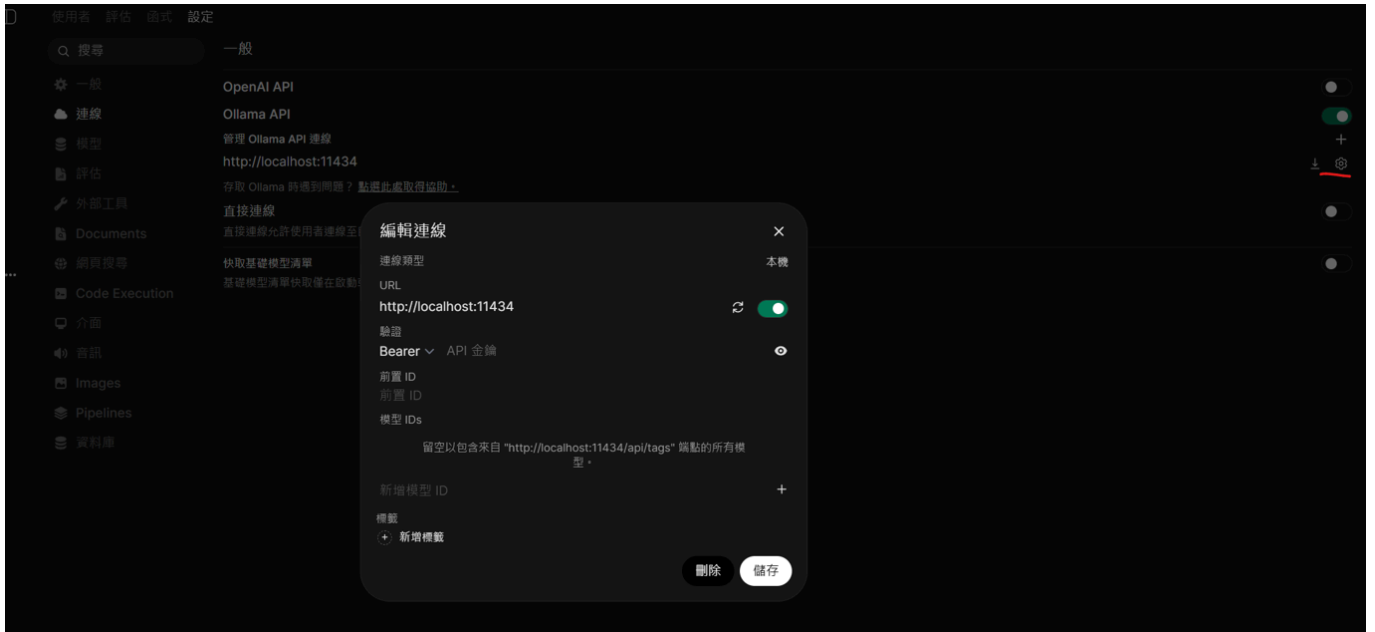 使用者 評估 函式 設定
搜尋
一般
一般
連線
模型
評估
外部工具
Documents
網頁搜尋
Code Execution
介面
音訊
Images
Pipelines
資料庫
OpenAI API
Ollama API
管理 Ollama API 連線
http://localhost:11434
存取 Ollama 時遇到問題？ 點選此處取得協助。
直接連線
直接連線允許使用者連線至
快取基礎模型清單
基礎模型清單快取僅在啟動
編輯連線
連線類型 本機
URL
http://localhost:11434
驗證
Bearer API 金鑰
前置 ID
前置 ID
模型 IDs
留空以包含來自 "http://localhost:11434/api/tags" 端點的所有模
型。
新增模型 ID
標籤
新增標籤
刪除 儲存